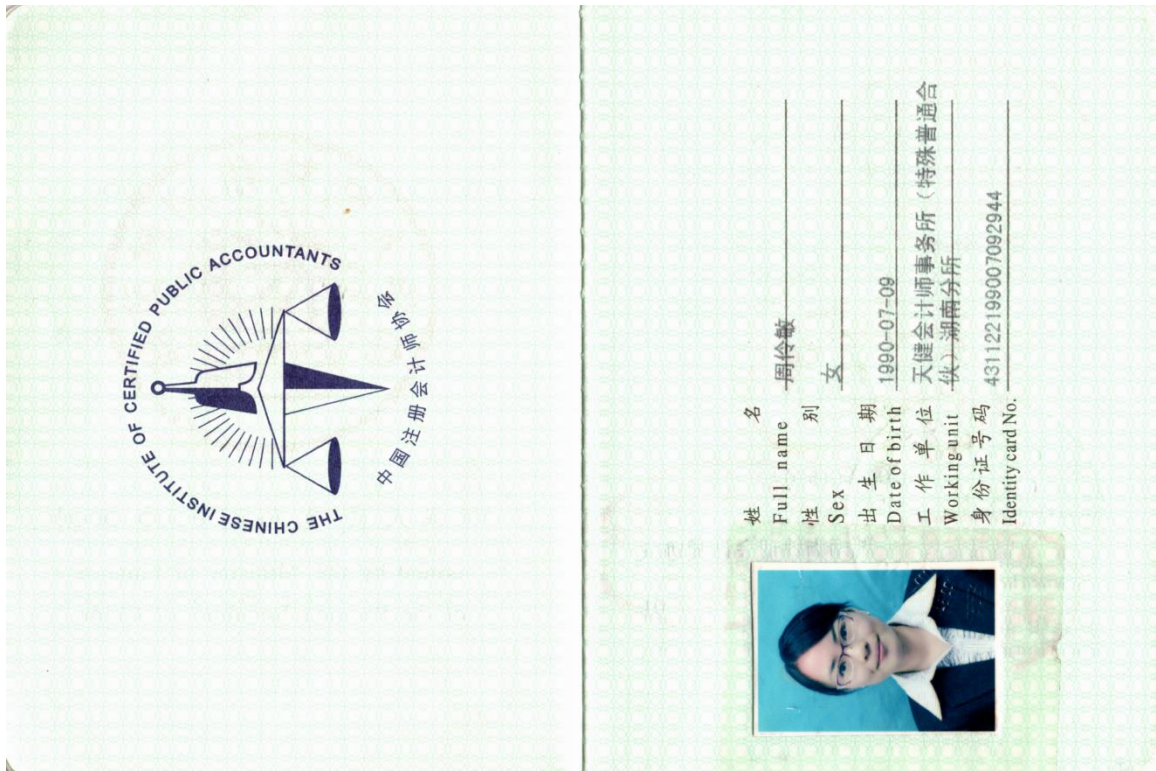 THE CHINESE INSTITUTE OF CERTIFIED PUBLIC ACCOUNTANTS
中国注册会计师协会
姓名 周伶敏
Full name
性别 女
Sex
出生日期 1990-07-09
Date of birth
工作单位 天健会计师事务所（特殊普通合
Working unit 伙）湖南分所
身份证号码 431122199007092944
Identity card No.